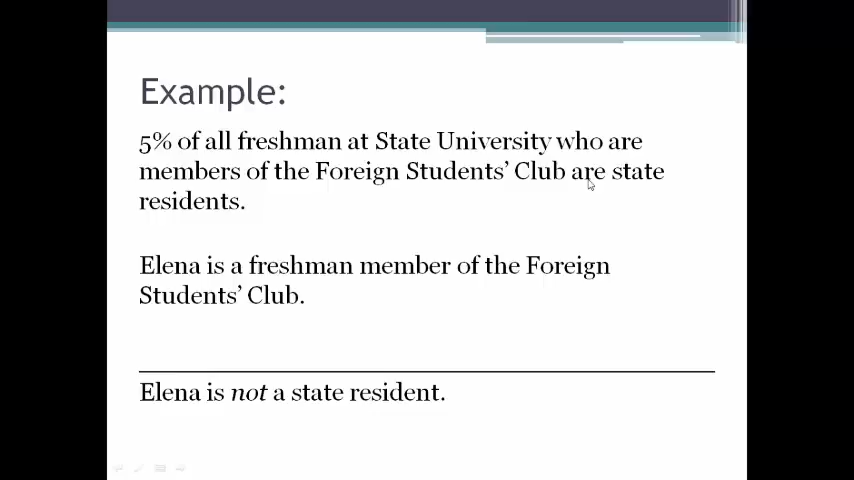 Example:
5% of all freshman at State University who are
members of the Foreign Students’ Club are state
residents.
Elena is a freshman member of the Foreign
Students’ Club.
Elena is not a state resident.